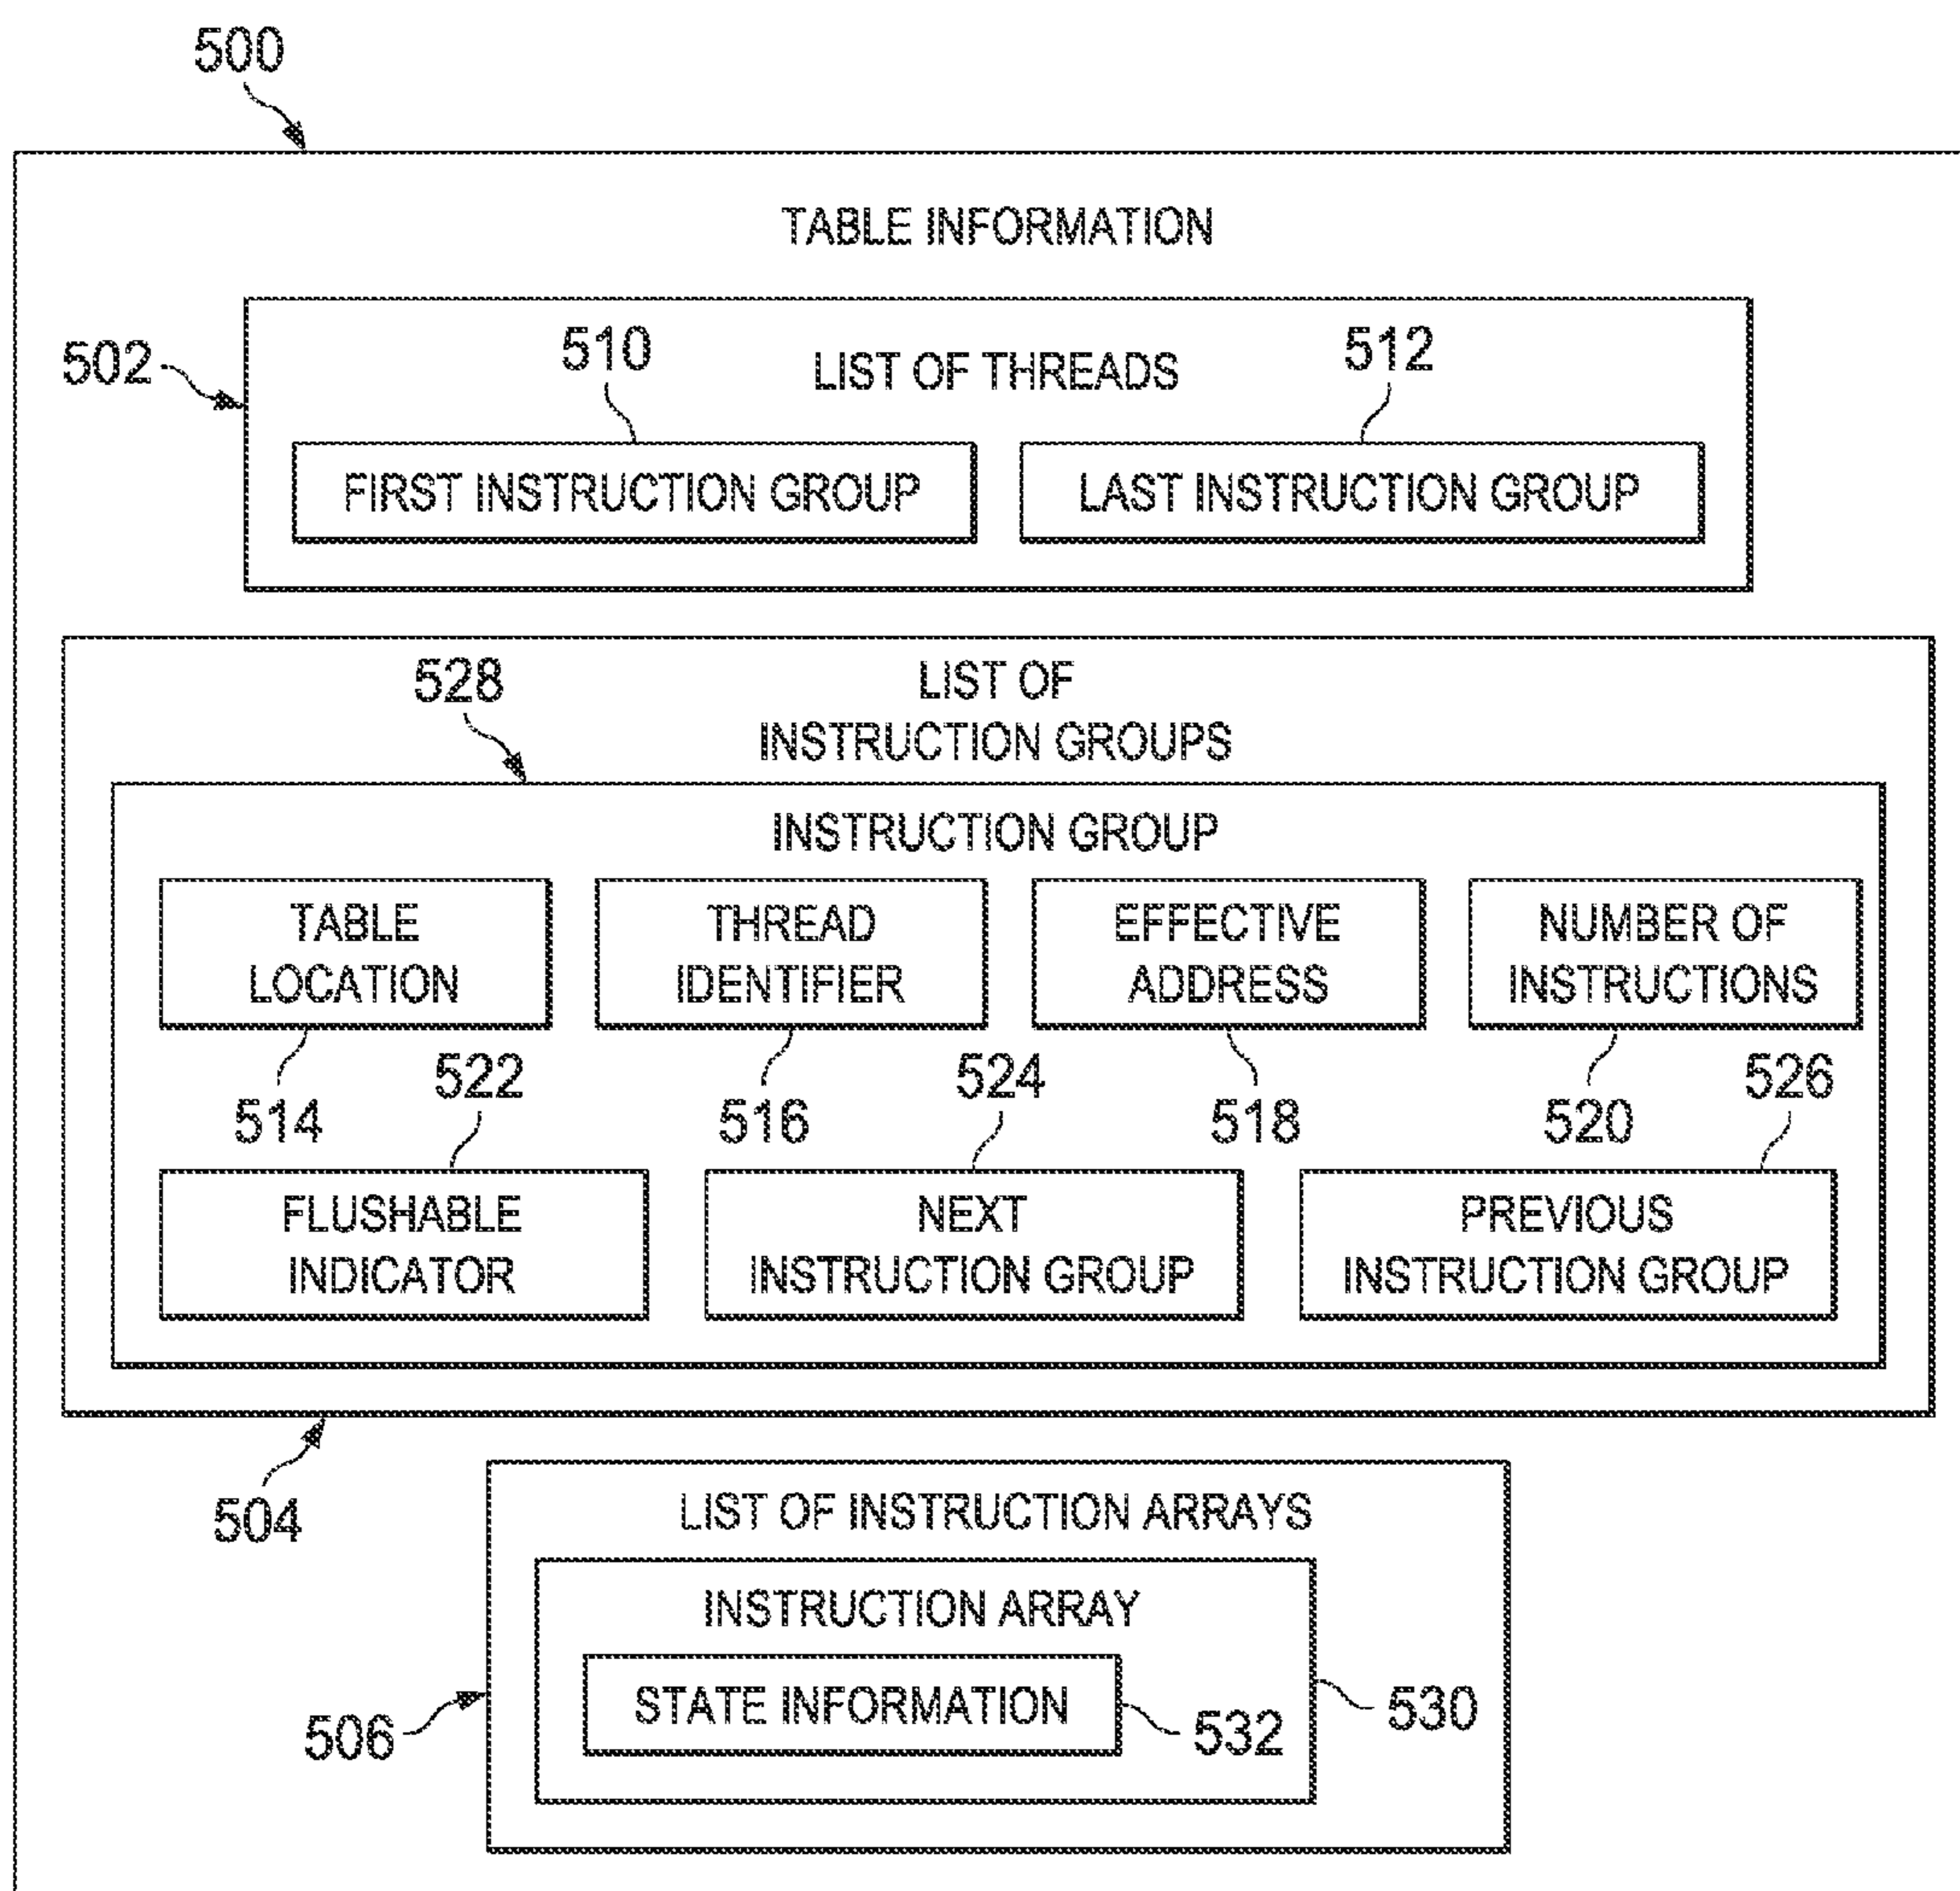 500
TABLE INFORMATION
502
510
LIST OF THREADS
512
FIRST INSTRUCTION GROUP
LAST INSTRUCTION GROUP
528
LIST OF
INSTRUCTION GROUPS
INSTRUCTION GROUP
TABLE
LOCATION
THREAD
IDENTIFIER
EFFECTIVE
ADDRESS
NUMBER OF
INSTRUCTIONS
514
522
516
524
518
520
526
FLUSHABLE
INDICATOR
NEXT
INSTRUCTION GROUP
PREVIOUS
INSTRUCTION GROUP
504
LIST OF INSTRUCTION ARRAYS
INSTRUCTION ARRAY
STATE INFORMATION
506
532
530